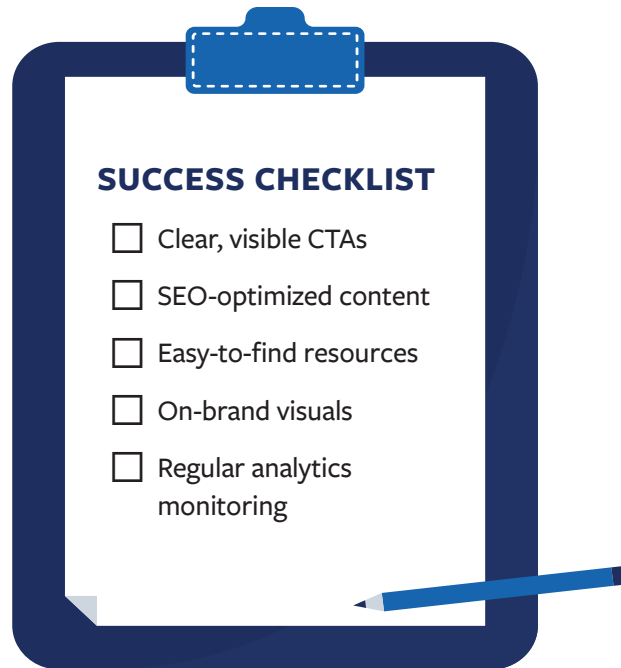 SUCCESS CHECKLIST
Clear, visible CTAs
SEO-optimized content
Easy-to-find resources
On-brand visuals
Regular analytics
monitoring